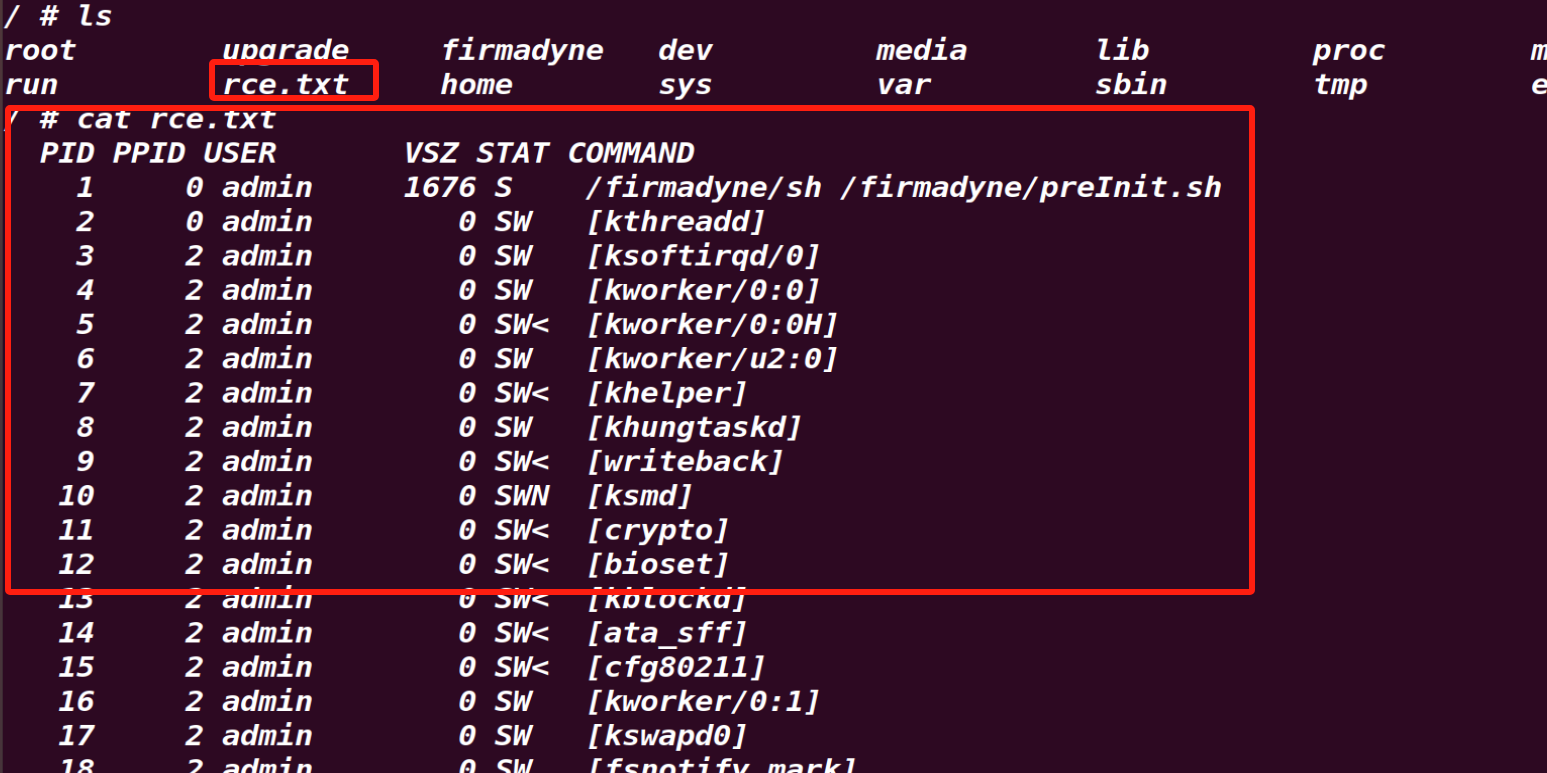 / # ls
root upgrade firmadyne dev media lib proc
run rce.txt home sys var sbin tmp
/ # cat rce.txt
PID PPID USER VSZ STAT COMMAND
1 0 admin 1676 S /firmadyne/sh /firmadyne/preInit.sh
2 0 admin 0 SW [kthreadd]
3 2 admin 0 SW [ksoftirqd/0]
4 2 admin 0 SW [kworker/0:0]
5 2 admin 0 SW< [kworker/0:0H]
6 2 admin 0 SW [kworker/u2:0]
7 2 admin 0 SW< [khelper]
8 2 admin 0 SW [khungtaskd]
9 2 admin 0 SW< [writeback]
10 2 admin 0 SWN [ksmd]
11 2 admin 0 SW< [crypto]
12 2 admin 0 SW< [bioset]
13 2 admin 0 SW< [kblockd]
14 2 admin 0 SW< [ata_sff]
15 2 admin 0 SW< [cfg80211]
16 2 admin 0 SW [kworker/0:1]
17 2 admin 0 SW [kswapd0]
18 2 admin 0 SW [fsnotify_mark]